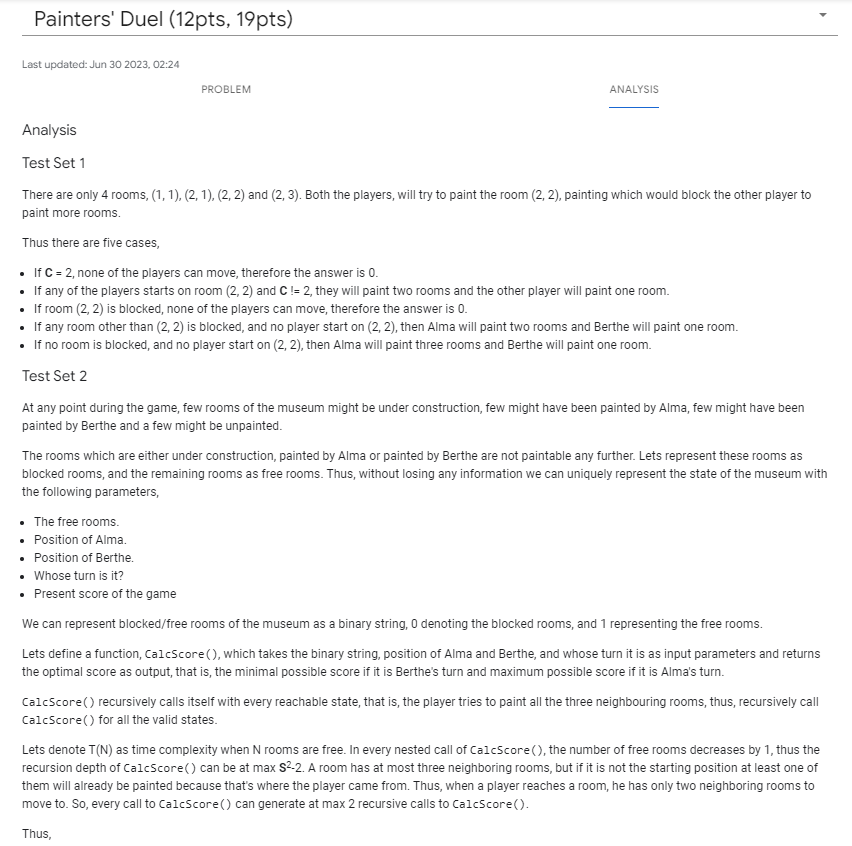 Painters' Duel (12pts, 19pts)
Last updated: Jun 30 2023, 02:24
PROBLEM
ANALYSIS
Analysis
Test Set 1
There are only 4 rooms, (1, 1), (2, 1), (2, 2) and (2, 3). Both the players, will try to paint the room (2, 2), painting which would block the other player to
paint more rooms.
Thus there are five cases,
• If C = 2, none of the players can move, therefore the answer is 0.
• If any of the players starts on room (2, 2) and C != 2, they will paint two rooms and the other player will paint one room.
• If room (2, 2) is blocked, none of the players can move, therefore the answer is 0.
• If any room other than (2, 2) is blocked, and no player start on (2, 2), then Alma will paint two rooms and Berthe will paint one room.
• If no room is blocked, and no player start on (2, 2), then Alma will paint three rooms and Berthe will paint one room.
Test Set 2
At any point during the game, few rooms of the museum might be under construction, few might have been painted by Alma, few might have been
painted by Berthe and a few might be unpainted.
The rooms which are either under construction, painted by Alma or painted by Berthe are not paintable any further. Lets represent these rooms as
blocked rooms, and the remaining rooms as free rooms. Thus, without losing any information we can uniquely represent the state of the museum with
the following parameters,
• The free rooms.
• Position of Alma.
• Position of Berthe.
• Whose turn is it?
• Present score of the game
We can represent blocked/free rooms of the museum as a binary string, 0 denoting the blocked rooms, and 1 representing the free rooms.
Lets define a function, CalcScore(), which takes the binary string, position of Alma and Berthe, and whose turn it is as input parameters and returns
the optimal score as output, that is, the minimal possible score if it is Berthe's turn and maximum possible score if it is Alma's turn.
CalcScore() recursively calls itself with every reachable state, that is, the player tries to paint all the three neighbouring rooms, thus, recursively call
CalcScore() for all the valid states.
Lets denote T(N) as time complexity when N rooms are free. In every nested call of CalcScore(), the number of free rooms decreases by 1, thus the
recursion depth of CalcScore() can be at max S²-2. A room has at most three neighboring rooms, but if it is not the starting position at least one of
them will already be painted because that's where the player came from. Thus, when a player reaches a room, he has only two neighboring rooms to
move to. So, every call to CalcScore() can generate at max 2 recursive calls to CalcScore().
Thus,